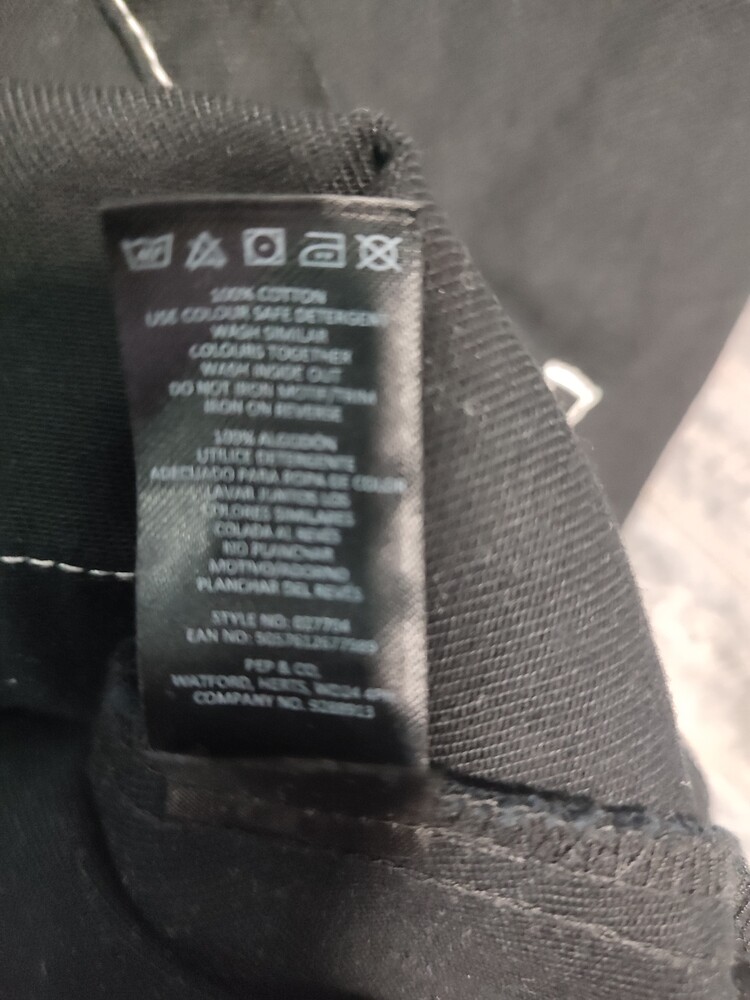 100% COTTON
USE COLOUR SAFE DETERGENT
WASH SIMILAR
COLOURS TOGETHER
WASH INSIDE OUT
DO NOT IRON MOTIF/TRIM
IRON ON REVERSE
100% ALGODÓN
UTILICE DETERGENTE
ADECUADO PARA ROPA DE COLOR
LAVAR JUNTOS LOS
COLORES SIMILARES
COLADA AL REVÉS
NO PLANCHAR
PLANCHAR DEL REVÉS
STYLE NO:
EAN NO:
PEP & CO,
WATFORD, HERTS, WD24
COMPANY NO.